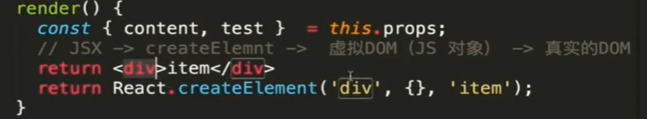 render() {
const { content, test }  = this.props;
// JSX -> createElemnt ->  虚拟DOM (JS 对象)  -> 真实的DOM
return <div>item</div>
return React.createElement('div', {}, 'item');
}